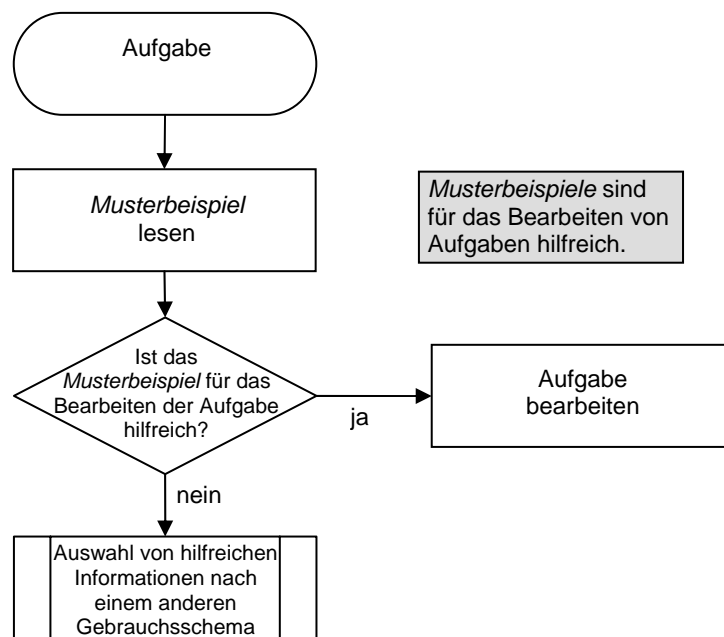 Aufgabe
Musterbeispiel
lesen
Musterbeispiele sind
für das Bearbeiten von
Aufgaben hilfreich.
Ist das
Musterbeispiel für das
Bearbeiten der Aufgabe
hilfreich?
ja
Aufgabe
bearbeiten
nein
Auswahl von hilfreichen
Informationen nach
einem anderen
Gebrauchsschema